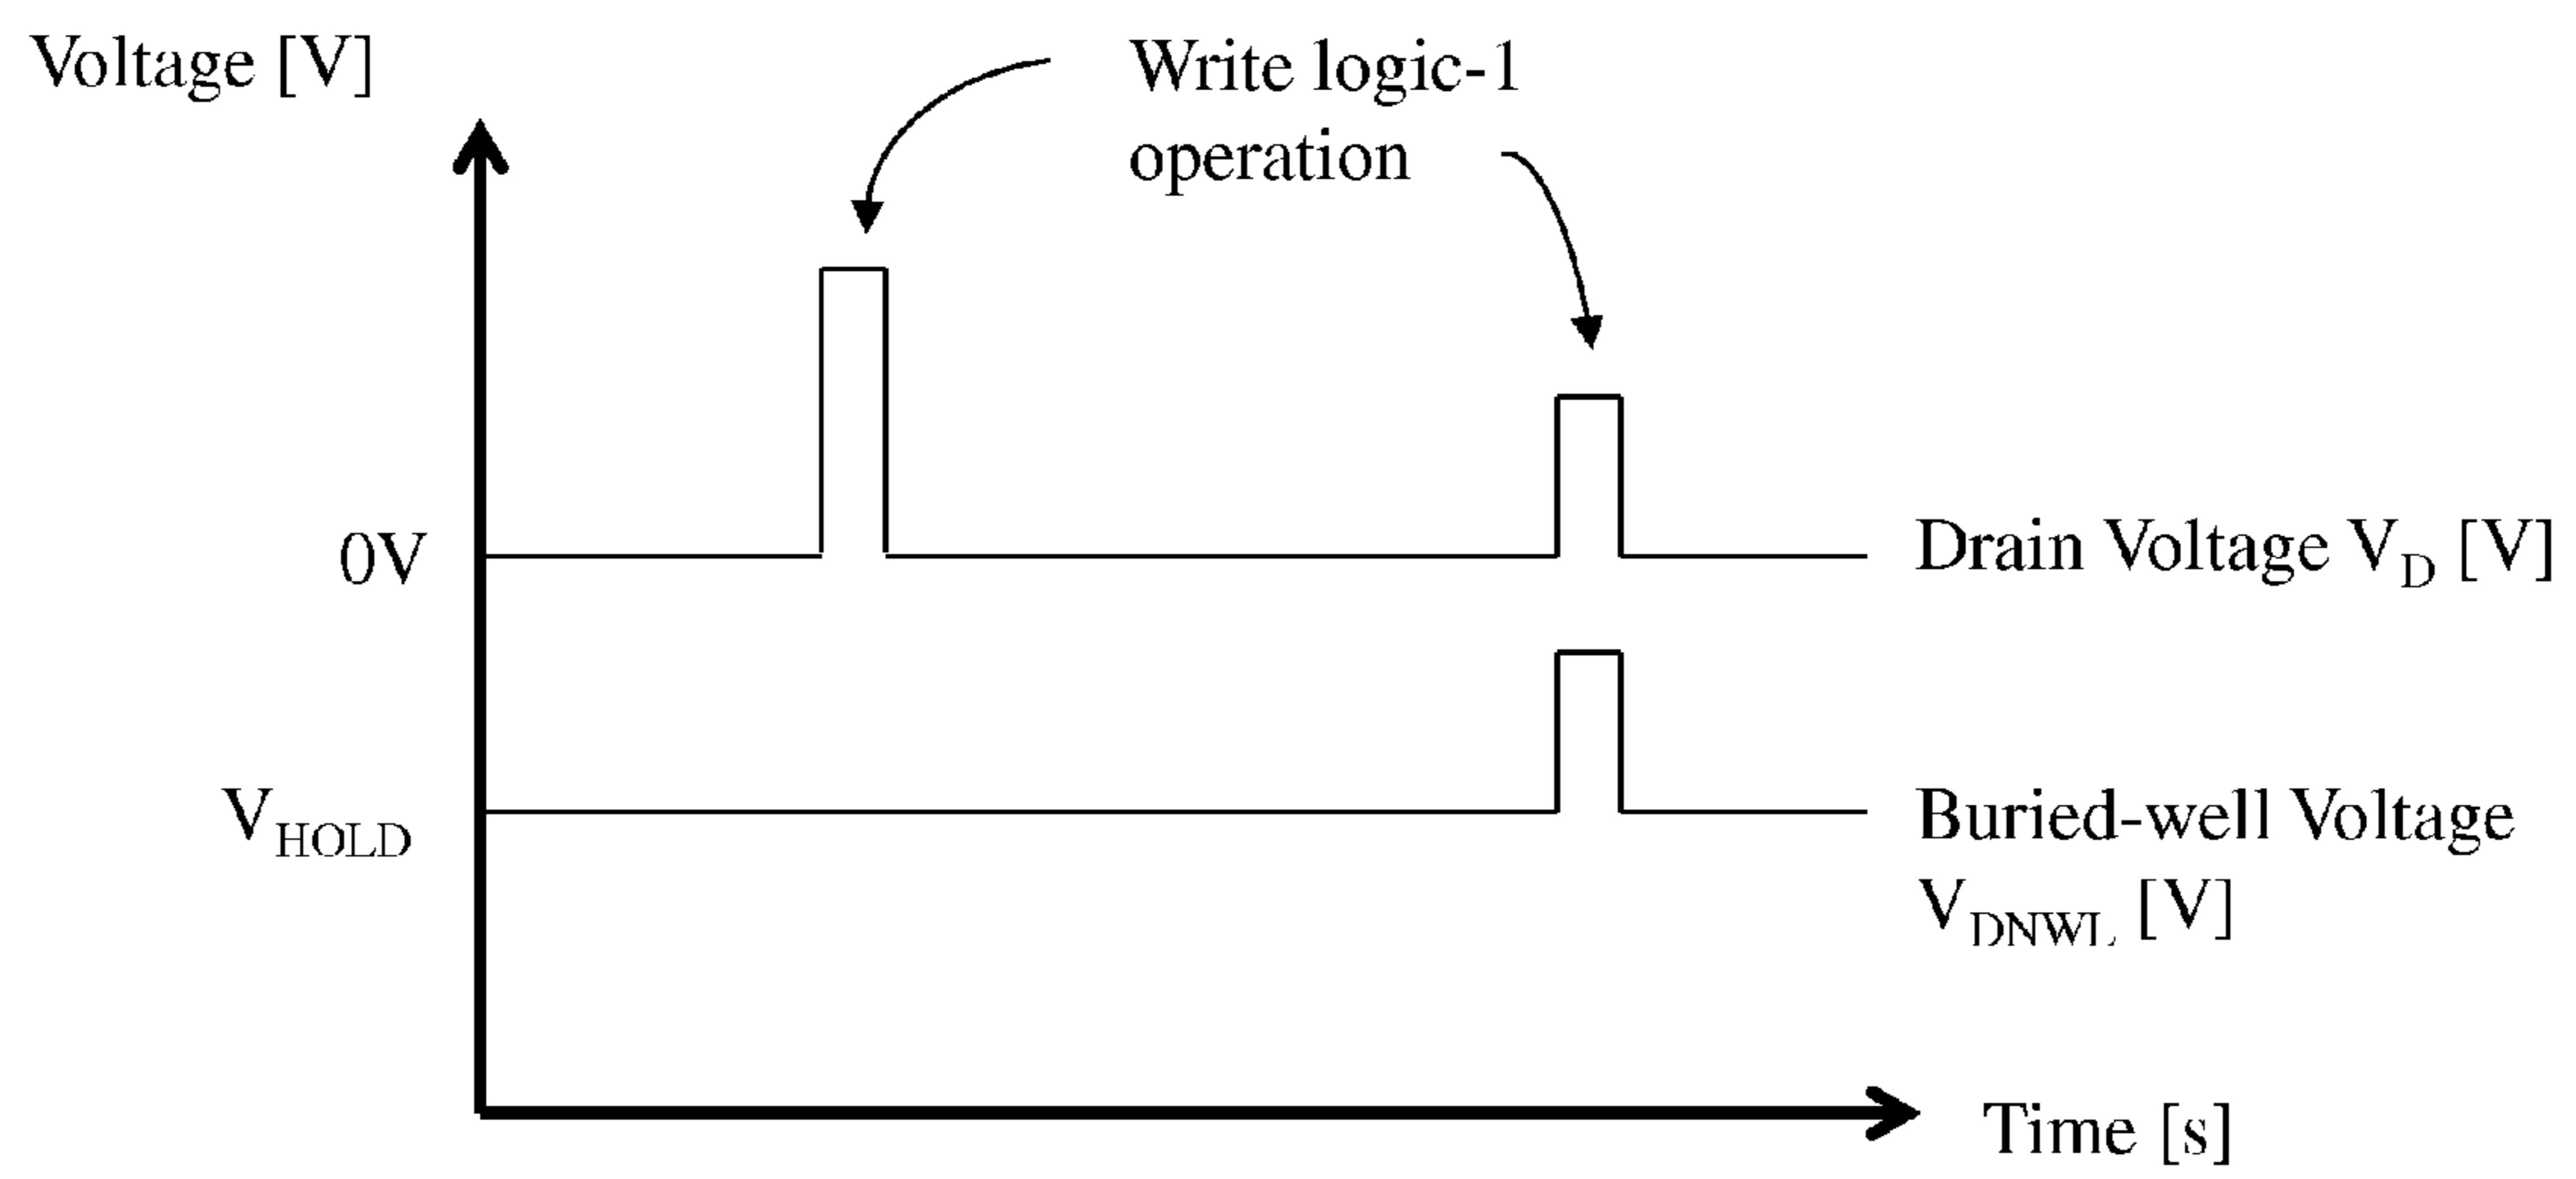 Voltage [V]
Write logic-1
operation
0V
Drain Voltage V_D [V]
V_HOLD
Buried-well Voltage
V_DNWL [V]
Time [s]